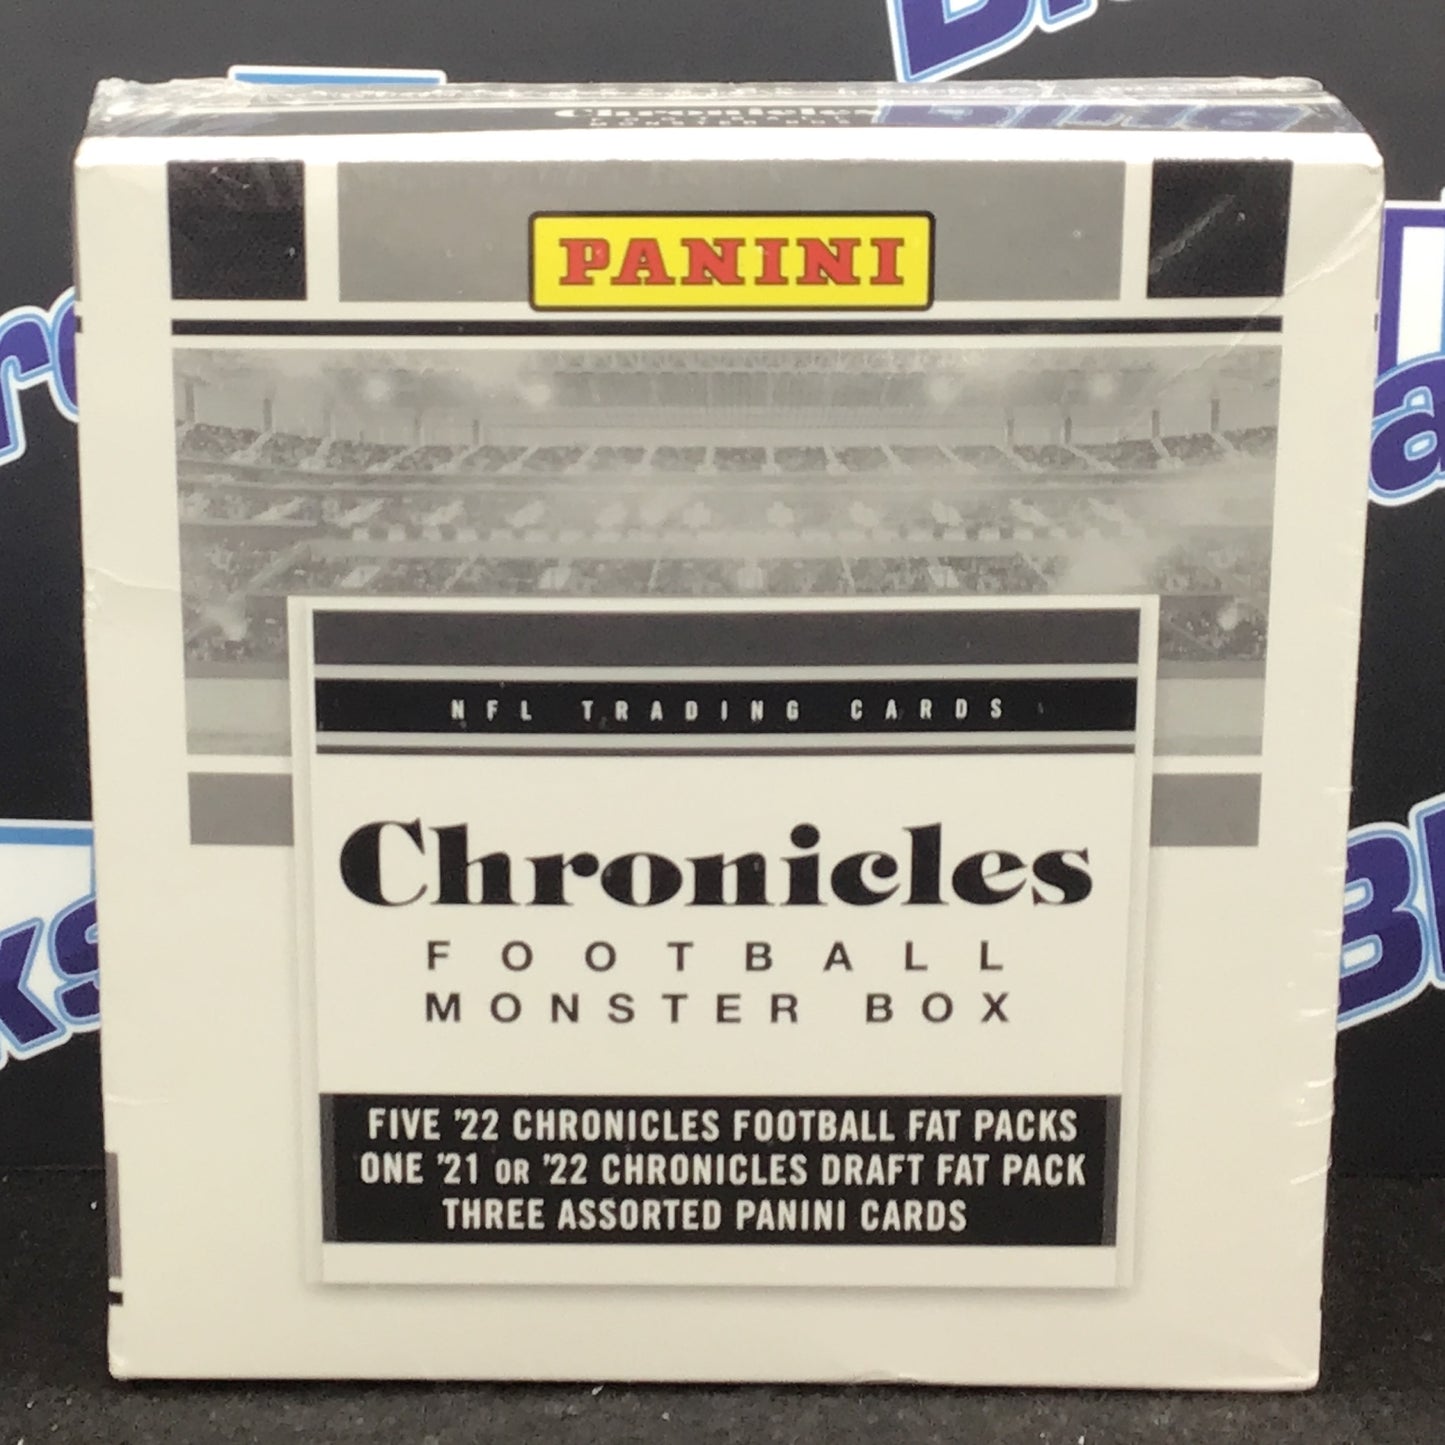 Chronicles
PANINI
NFL TRADING CARDS
Chronicles
FOOTBALL
MONSTER BOX
FIVE '22 CHRONICLES FOOTBALL FAT PACKS
ONE '21 OR '22 CHRONICLES DRAFT FAT PACK
THREE ASSORTED PANINI CARDS